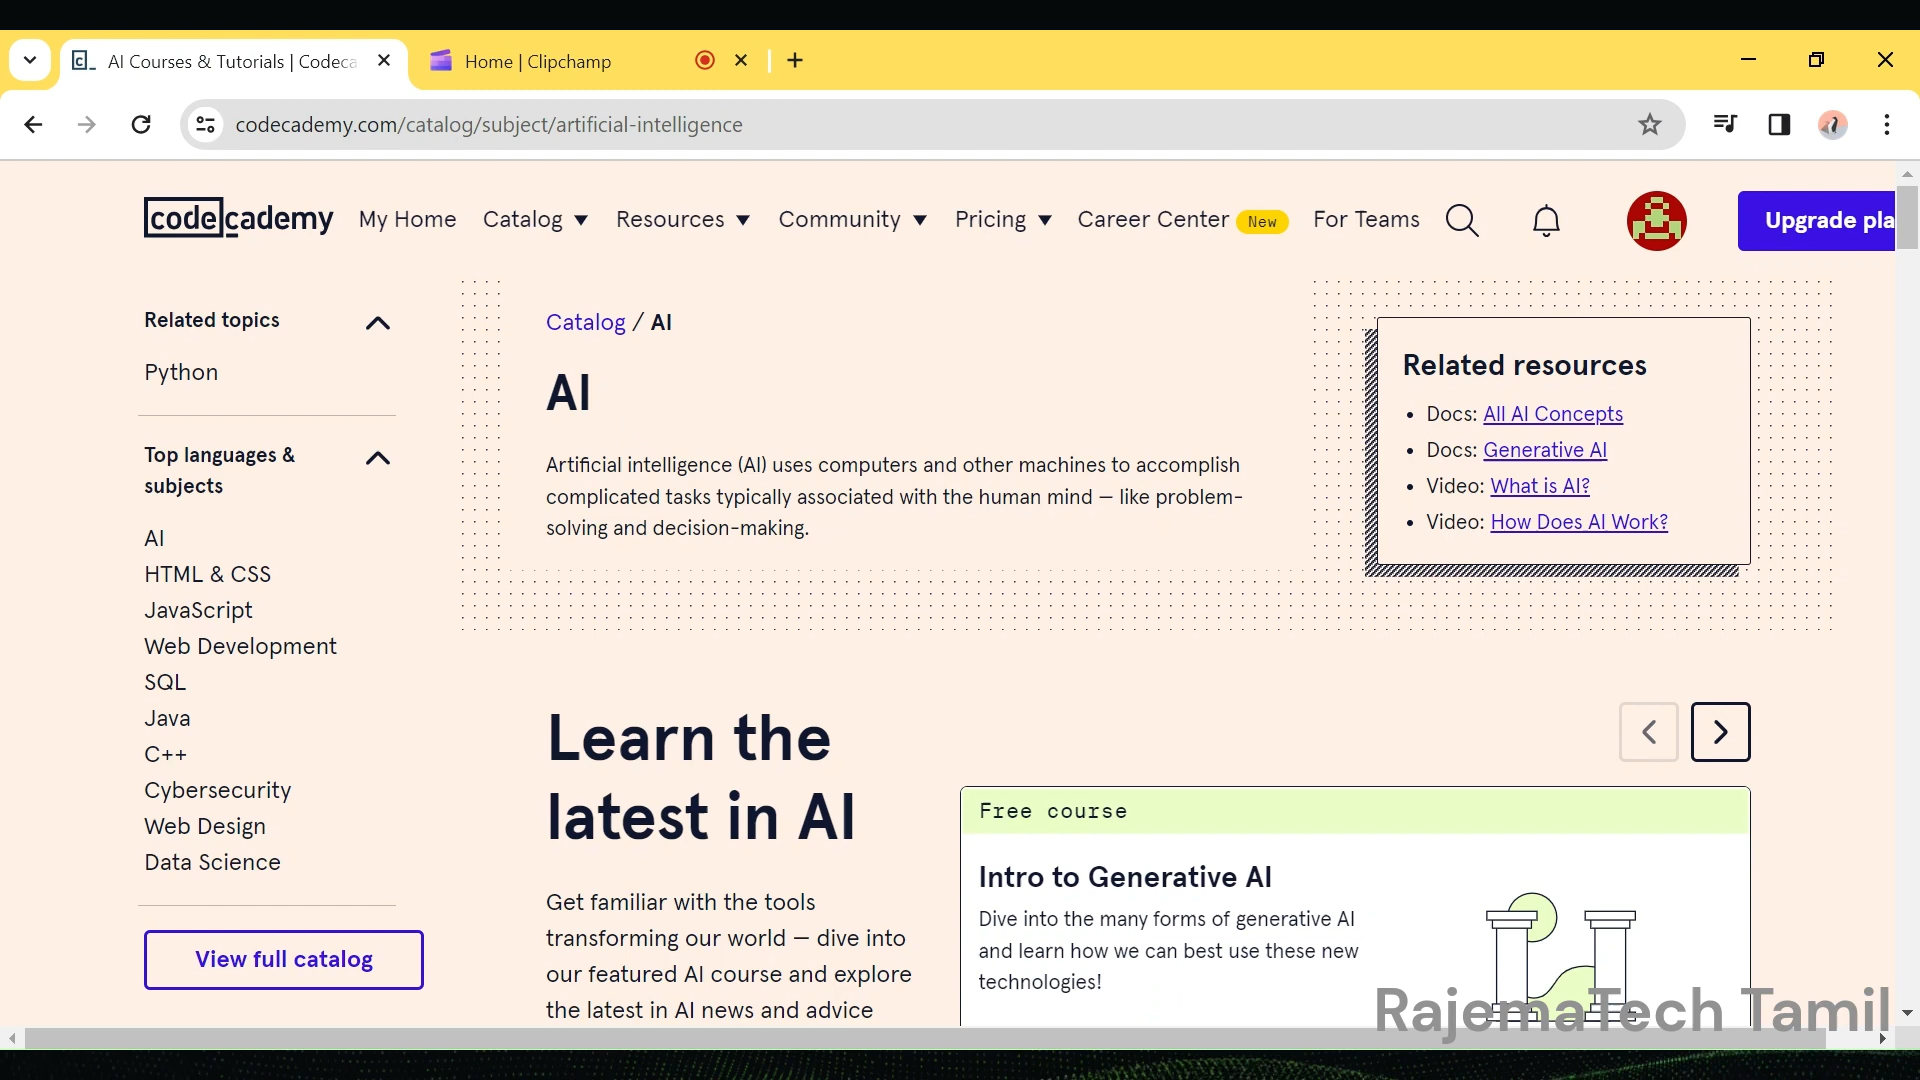 AI Courses & Tutorials | Codeca
Home | Clipchamp
codecademy.com/catalog/subject/artificial-intelligence
codecademy
My Home
Catalog
Resources
Community
Pricing
Career Center
New
For Teams
Upgrade pla
Related topics
Python
Top languages &
subjects
AI
HTML & CSS
JavaScript
Web Development
SQL
Java
C++
Cybersecurity
Web Design
Data Science
View full catalog
Catalog / AI
AI
Artificial intelligence (AI) uses computers and other machines to accomplish
complicated tasks typically associated with the human mind — like problem-
solving and decision-making.
Related resources
• Docs: All AI Concepts
• Docs: Generative AI
• Video: What is AI?
• Video: How Does AI Work?
Learn the
latest in AI
Get familiar with the tools
transforming our world — dive into
our featured AI course and explore
the latest in AI news and advice
Free course
Intro to Generative AI
Dive into the many forms of generative AI
and learn how we can best use these new
technologies!
RajemaTech Tamil